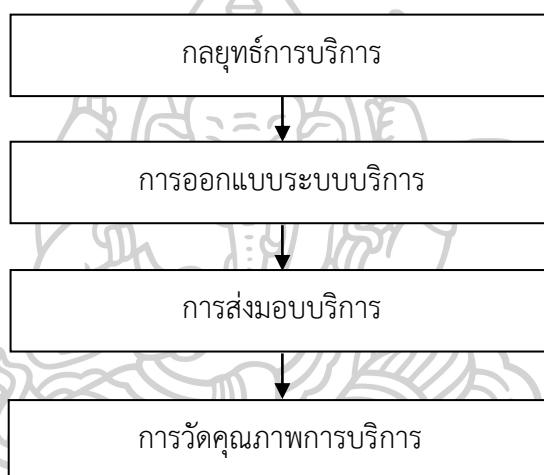 กลยุทธ์การบริการ
การออกแบบระบบบริการ
การส่งมอบบริการ
การวัดคุณภาพการบริการ